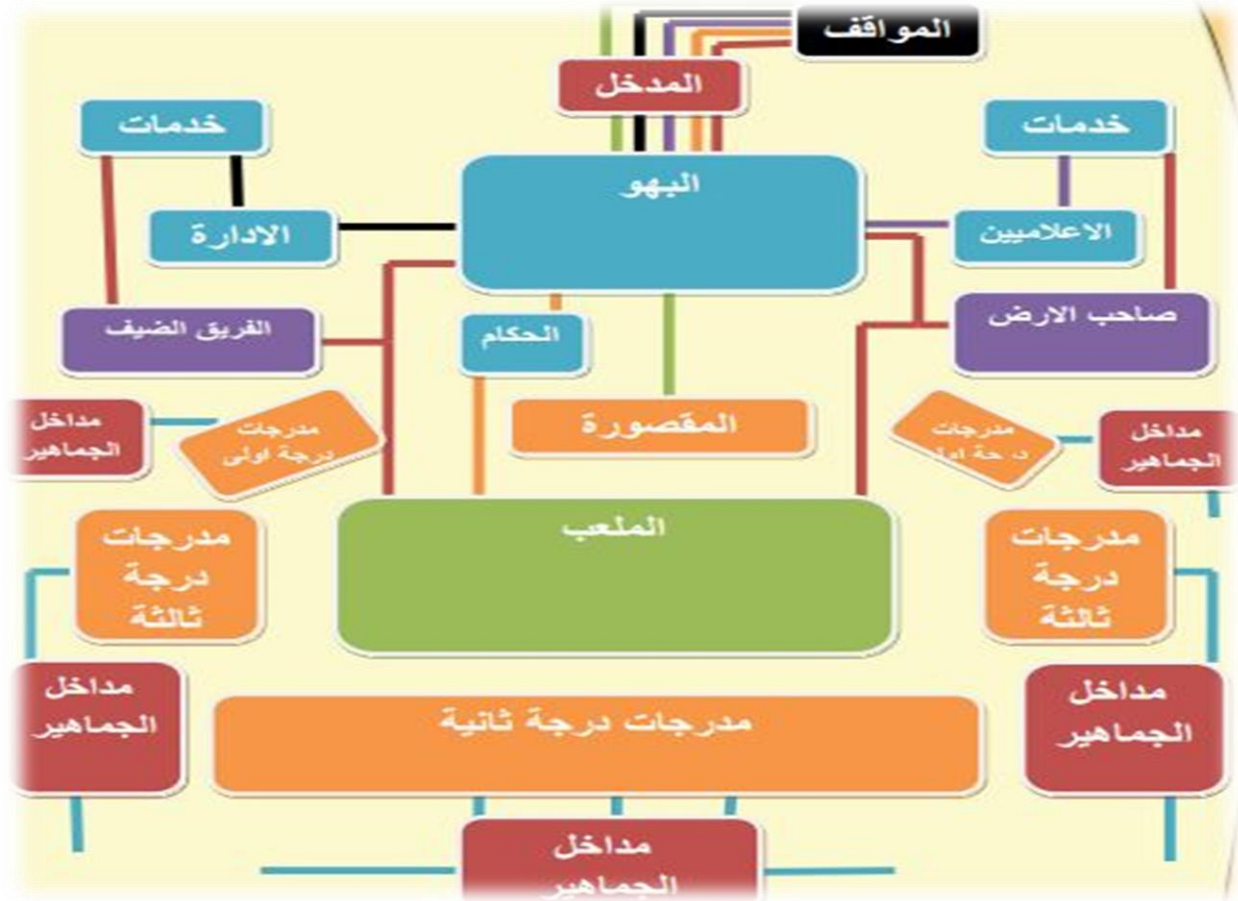 المواقف
المدخل
خدمات
خدمات
البهو
الاعلاميين
الادارة
صاحب الارض
الحكام
الفريق الضيف
المقصورة
مدرجات
مداخل
الجماهير
مدرجات
درجة اولى
مداخل
الجماهير
مدرجات
درجة
ثالثة
الملعب
مدرجات
درجة
ثالثة
مداخل
الجماهير
مدرجات درجة ثانية
مداخل
الجماهير
مداخل
الجماهير